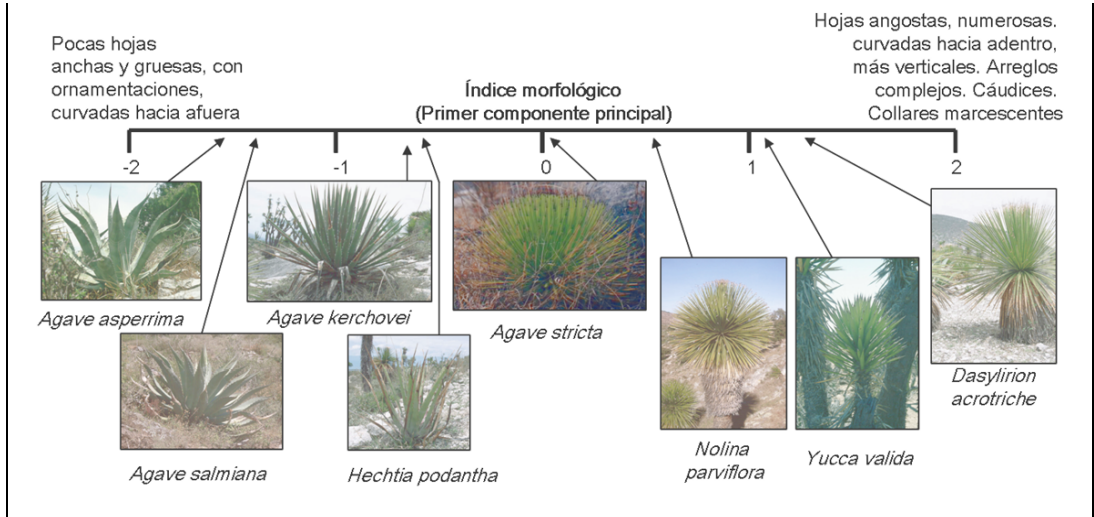 Pocas hojas
anchas y gruesas, con
ornamentaciones,
curvadas hacia afuera
Índice morfológico
(Primer componente principal)
Hojas angostas, numerosas.
curvadas hacia adentro,
más verticales. Arreglos
complejos. Cáudices.
Collares marcescentes
-2
-1
0
1
2
Agave asperrima
Agave kerchovei
Agave stricta
Agave salmiana
Hechtia podantha
Nolina
parviflora
Yucca valida
Dasylirion
acrotriche